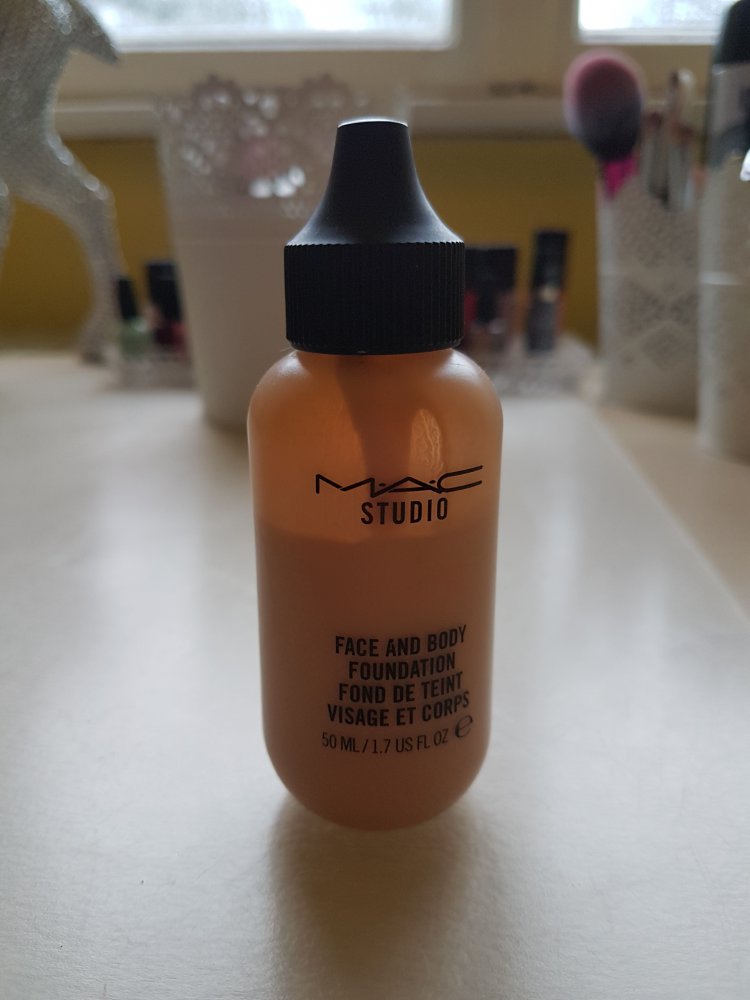 M·A·C
STUDIO
FACE AND BODY
FOUNDATION
FOND DE TEINT
VISAGE ET CORPS
50 ML / 1.7 US FL OZ ℮